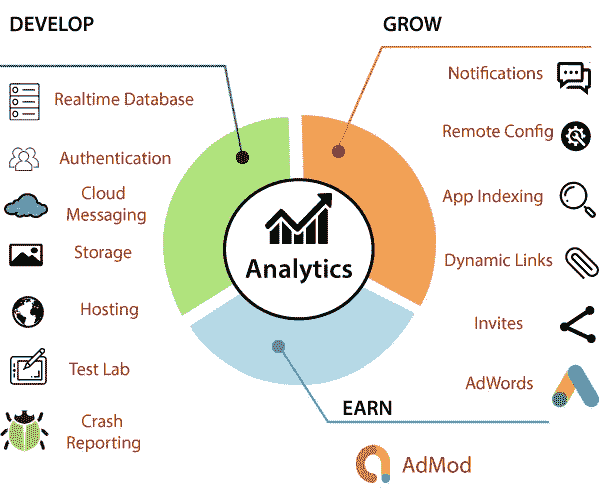 DEVELOP
Realtime Database
Authentication
Cloud
Messaging
Storage
Hosting
Test Lab
Crash
Reporting
Analytics
GROW
Notifications
Remote Config
App Indexing
Dynamic Links
Invites
AdWords
EARN
AdMod